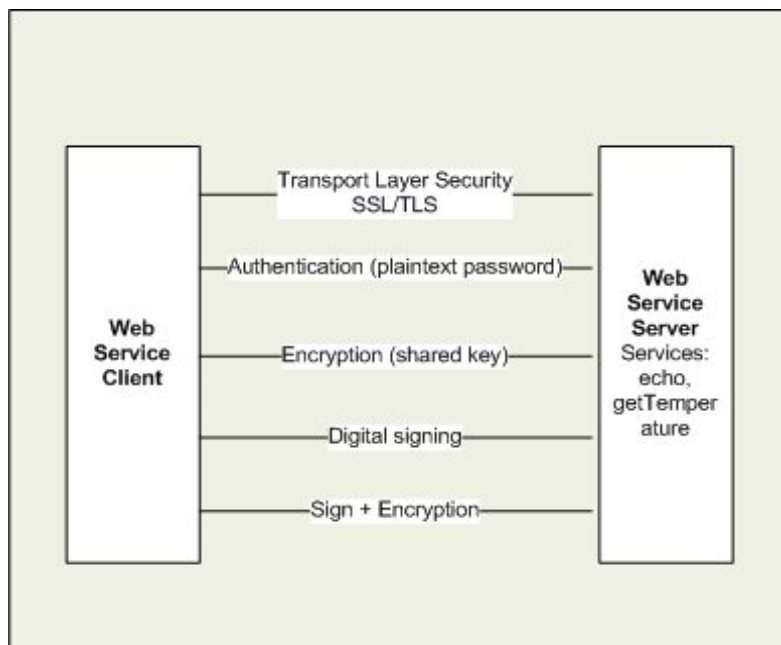 Transport Layer Security
SSL/TLS
Authentication (plaintext password)
Web
Service
Client
Encryption (shared key)
Digital signing
Sign + Encryption
Web
Service
Server
Services:
echo,
getTemper
ature